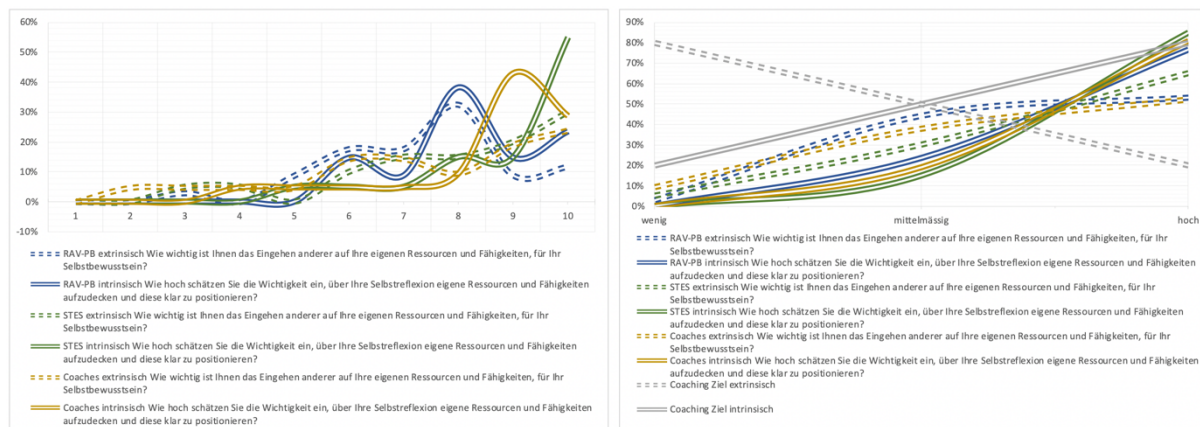 60%
50%
40%
30%
20%
10%
0%
-10%
1 2 3 4 5 6 7 8 9 10
RAV-PB extrinsisch Wie wichtig ist Ihnen das Eingehen anderer auf Ihre eigenen Ressourcen und Fähigkeiten, für Ihr
Selbstbewusstsein?
RAV-PB intrinsisch Wie hoch schätzen Sie die Wichtigkeit ein, über Ihre Selbstreflexion eigene Ressourcen und Fähigkeiten
aufzudecken und diese klar zu positionieren?
STES extrinsisch Wie wichtig ist Ihnen das Eingehen anderer auf Ihre eigenen Ressourcen und Fähigkeiten, für Ihr
Selbstbewusstsein?
STES intrinsisch Wie hoch schätzen Sie die Wichtigkeit ein, über Ihre Selbstreflexion eigene Ressourcen und Fähigkeiten
aufzudecken und diese klar zu positionieren?
Coaches extrinsisch Wie wichtig ist Ihnen das Eingehen anderer auf Ihre eigenen Ressourcen und Fähigkeiten, für Ihr
Selbstbewusstsein?
Coaches intrinsisch Wie hoch schätzen Sie die Wichtigkeit ein, über Ihre Selbstreflexion eigene Ressourcen und Fähigkeiten
aufzudecken und diese klar zu positionieren?
90%
80%
70%
60%
50%
40%
30%
20%
10%
0%
wenig mittelmässig hoch
RAV-PB extrinsisch Wie wichtig ist Ihnen das Eingehen anderer auf Ihre eigenen Ressourcen und Fähigkeiten, für Ihr
Selbstbewusstsein?
RAV-PB intrinsisch Wie hoch schätzen Sie die Wichtigkeit ein, über Ihre Selbstreflexion eigene Ressourcen und Fähigkeiten
aufzudecken und diese klar zu positionieren?
STES extrinsisch Wie wichtig ist Ihnen das Eingehen anderer auf Ihre eigenen Ressourcen und Fähigkeiten, für Ihr
Selbstbewusstsein?
STES intrinsisch Wie hoch schätzen Sie die Wichtigkeit ein, über Ihre Selbstreflexion eigene Ressourcen und Fähigkeiten
aufzudecken und diese klar zu positionieren?
Coaches extrinsisch Wie wichtig ist Ihnen das Eingehen anderer auf Ihre eigenen Ressourcen und Fähigkeiten, für Ihr
Selbstbewusstsein?
Coaches intrinsisch Wie hoch schätzen Sie die Wichtigkeit ein, über Ihre Selbstreflexion eigene Ressourcen und Fähigkeiten
aufzudecken und diese klar zu positionieren?
Coaching Ziel extrinsisch
Coaching Ziel intrinsisch